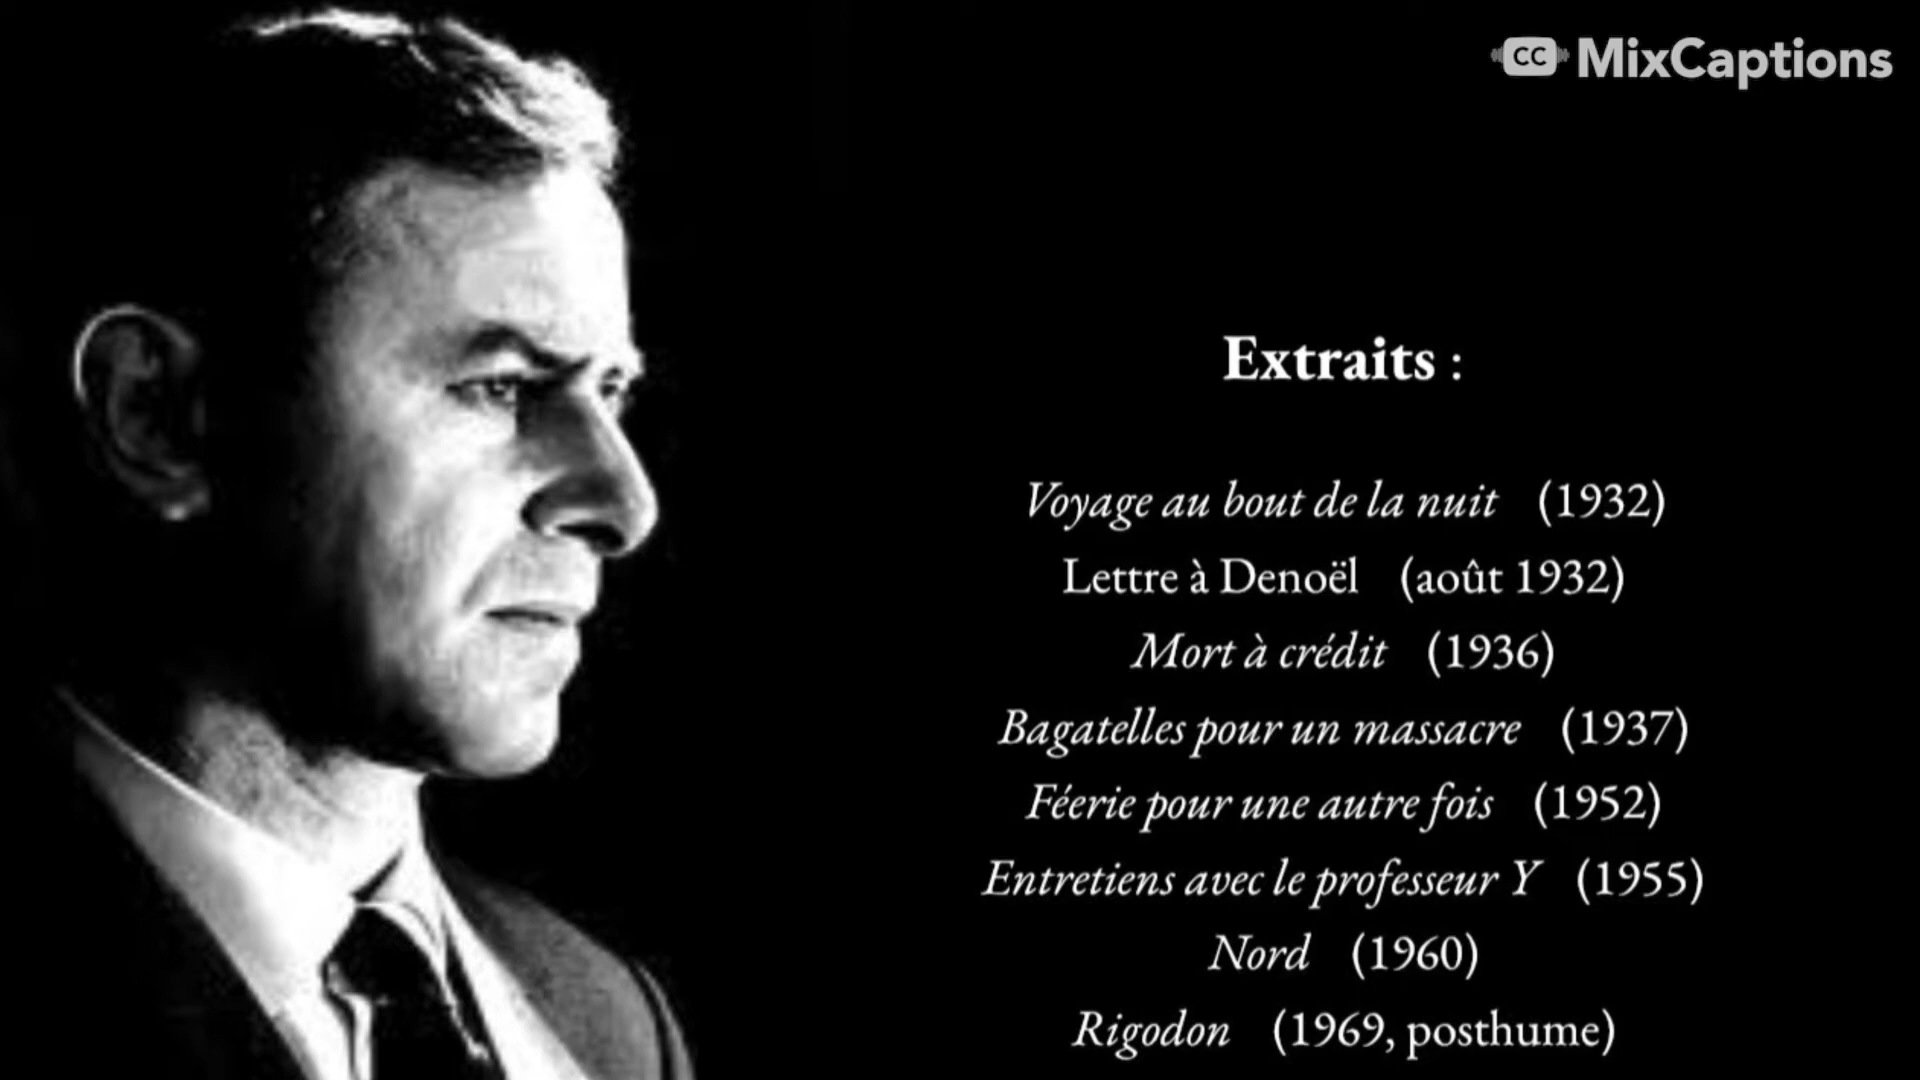 CC MixCaptions
Extraits :
Voyage au bout de la nuit (1932)
Lettre à Denoël (août 1932)
Mort à crédit (1936)
Bagatelles pour un massacre (1937)
Féerie pour une autre fois (1952)
Entretiens avec le professeur Y (1955)
Nord (1960)
Rigodon (1969, posthume)